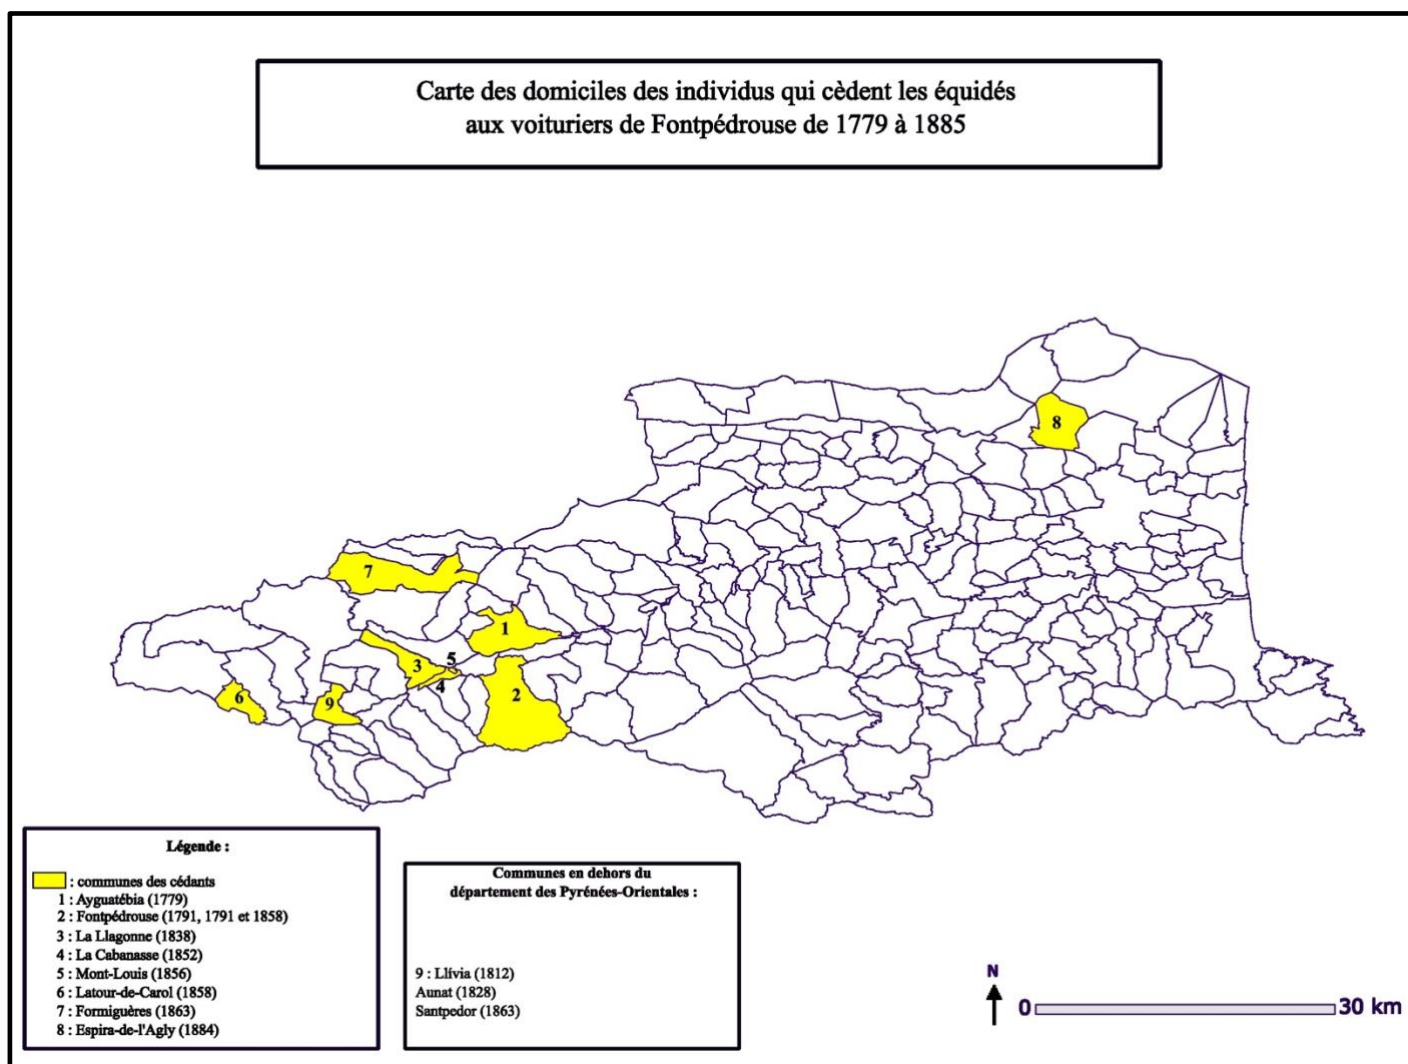 Carte des domiciles des individus qui cèdent les équidés
aux voituriers de Fontpédrouse de 1779 à 1885
8
7
1
5
3
4
2
6
9
Légende :
: communes des cédants
1 : Ayguatébia (1779)
2 : Fontpédrouse (1791, 1791 et 1858)
3 : La Llagonne (1838)
4 : La Cabanasse (1852)
5 : Mont-Louis (1856)
6 : Latour-de-Carol (1858)
7 : Formiguères (1863)
8 : Espira-de-l'Agly (1884)
Communes en dehors du
département des Pyrénées-Orientales :
9 : Llívia (1812)
Aunat (1828)
Santpedor (1863)
N
0 30 km